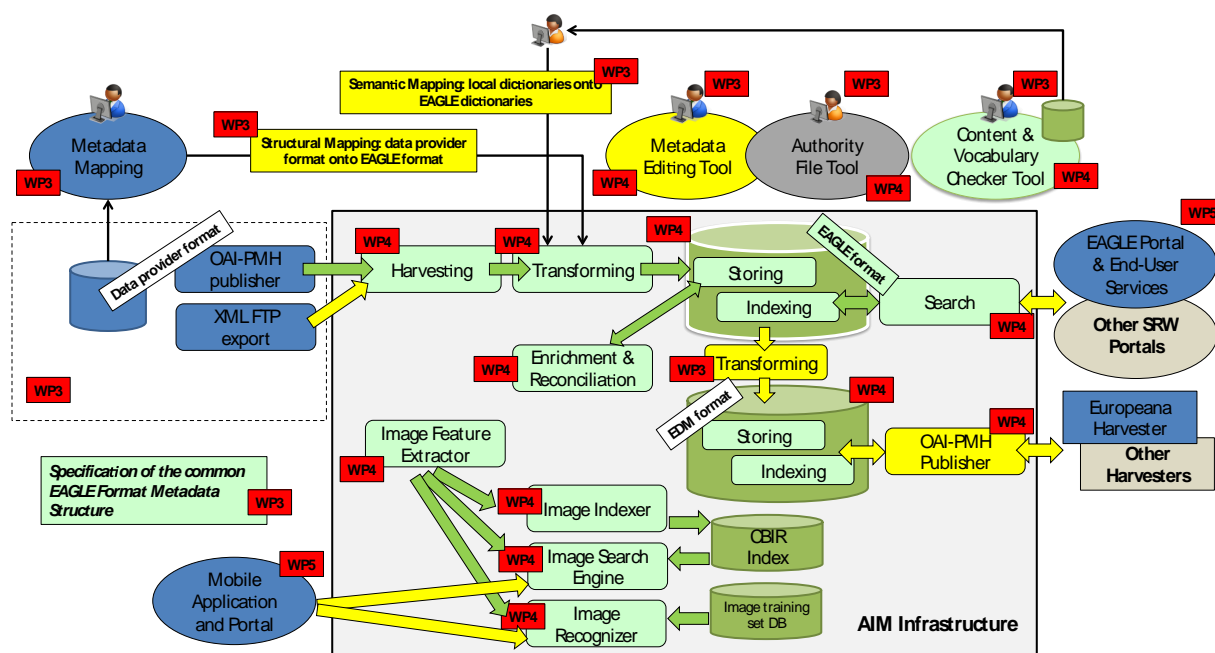 WP3
Semantic Mapping: local dictionaries onto
EAGLE dictionaries
WP3
WP3
WP3
WP3
Structural Mapping: data provider
format onto EAGLE format
Metadata
Mapping
WP3
Metadata
Editing Tool
WP4
Authority
File Tool
WP4
Content &
Vocabulary
Checker Tool
WP4
WP5
EAGLE Portal
& End-User
Services
Other SRW
Portals
Data provider format
OAI-PMH
publisher
XML FTP
export
WP3
WP4
Harvesting
WP4
Transforming
WP4
EAGLE format
Storing
Indexing
Search
WP4
WP4
Enrichment &
Reconciliation
WP3
Transforming
EDM format
WP4
Storing
Indexing
WP4
OAI-PMH
Publisher
Europeana
Harvester
Other
Harvesters
Image Feature
Extractor
WP4
Specification of the common
EAGLE Format Metadata
Structure
WP3
WP4
Image Indexer
CBIR
Index
WP4
Image Search
Engine
WP5
Mobile
Application
and Portal
WP4
Image
Recognizer
Image training
set DB
AIM Infrastructure